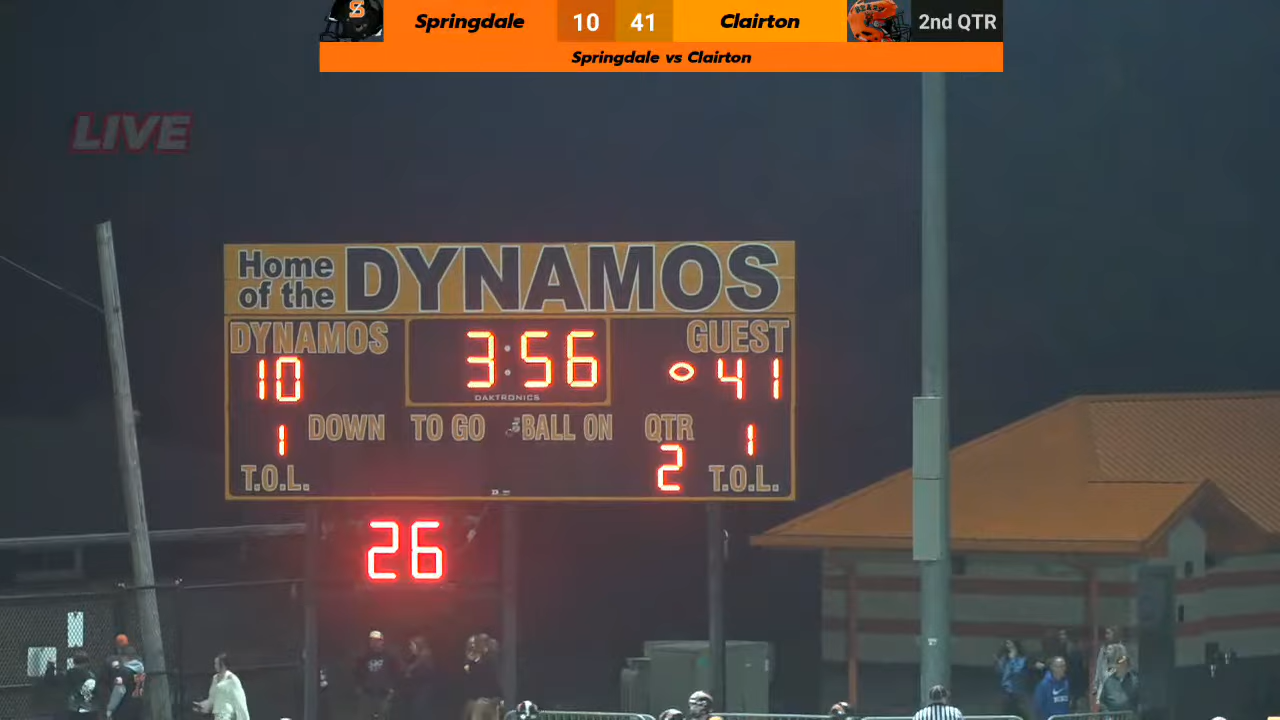 Springdale 10 41 Clairton 2nd QTR
Springdale vs Clairton
LIVE
Home of the DYNAMOS
DYNAMOS 3:56 GUEST
10 41
DAKTRONICS
1 DOWN TO GO BALL ON QTR 1
T.O.L. 2 T.O.L.
26